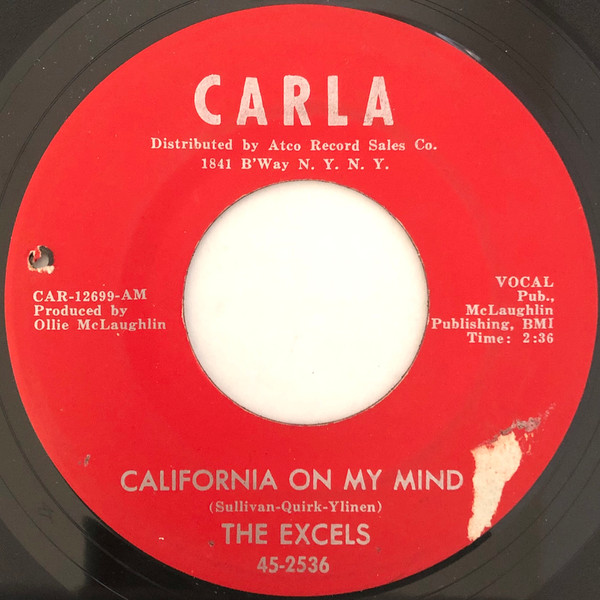 CARLA
Distributed by Atco Record Sales Co.
1841 B'Way N. Y. N. Y.
CAR-12699-AM
Produced by
Ollie McLaughlin
VOCAL
Pub.,
McLaughlin
Publishing, BMI
Time: 2:36
CALIFORNIA ON MY MIND
(Sullivan-Quirk-Ylinen)
THE EXCELS
45-2536